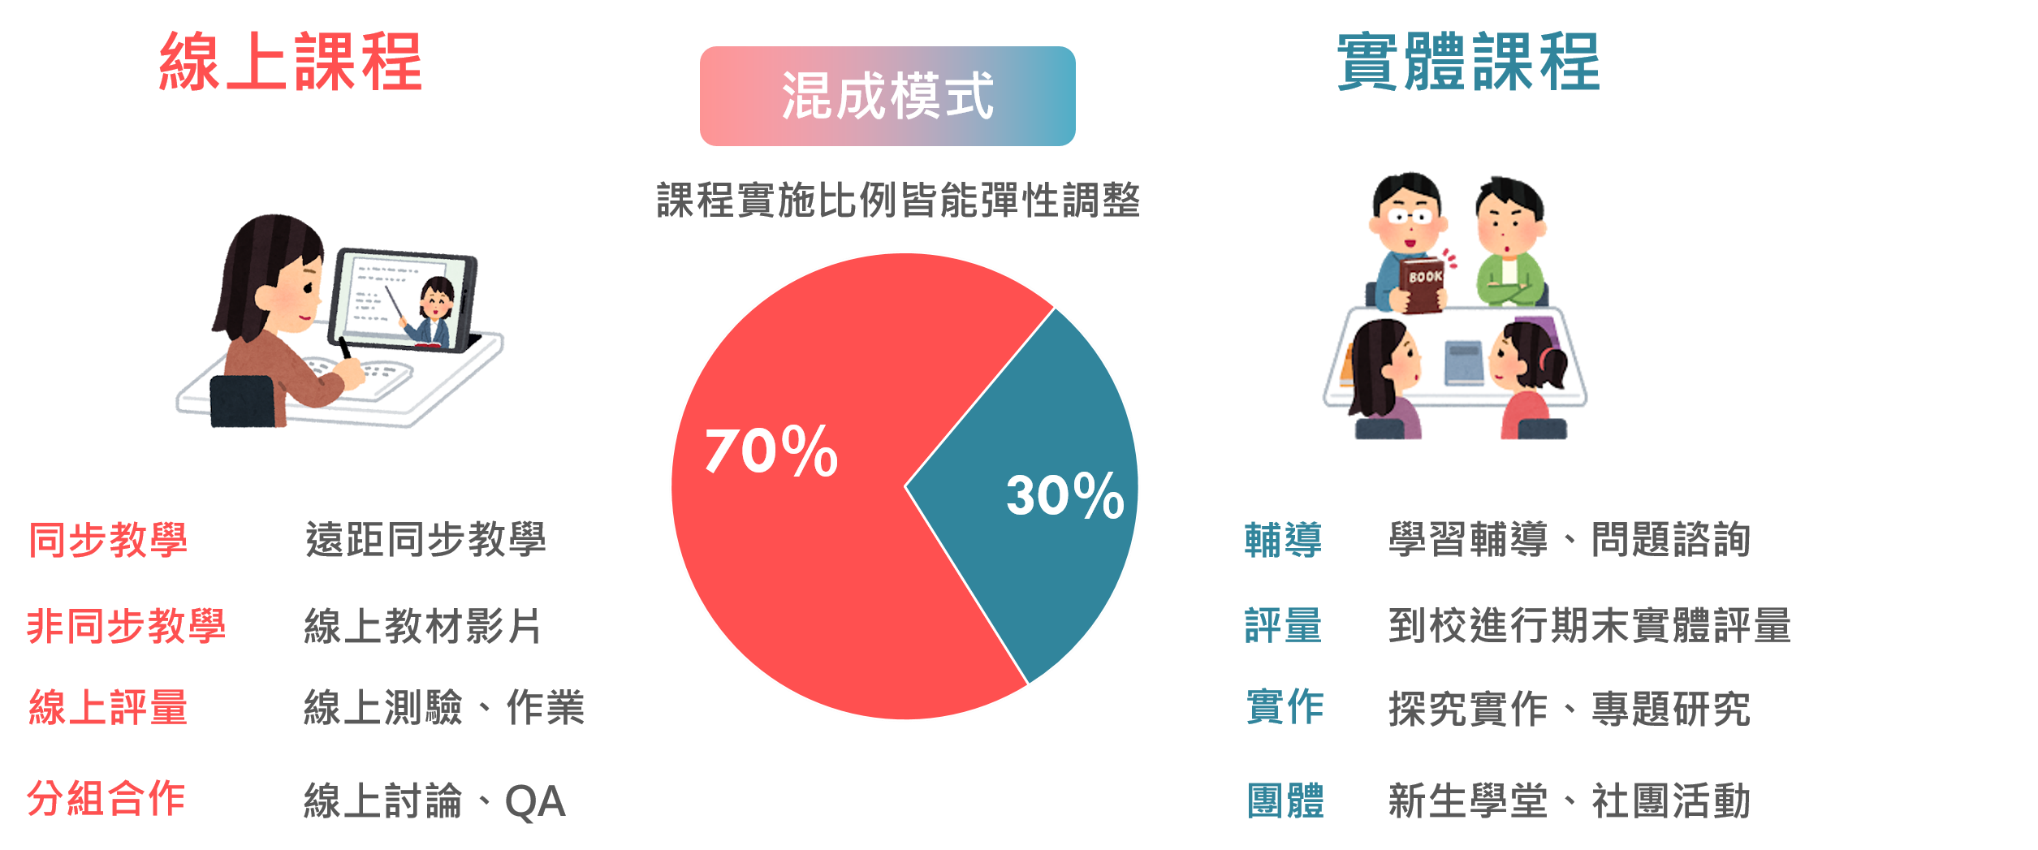 線上課程
同步教學 遠距同步教學
非同步教學 線上教材影片
線上評量 線上測驗、作業
分組合作 線上討論、QA
混成模式
課程實施比例皆能彈性調整
70%
30%
實體課程
BOOK
輔導 學習輔導、問題諮詢
評量 到校進行期末實體評量
實作 探究實作、專題研究
團體 新生學堂、社團活動